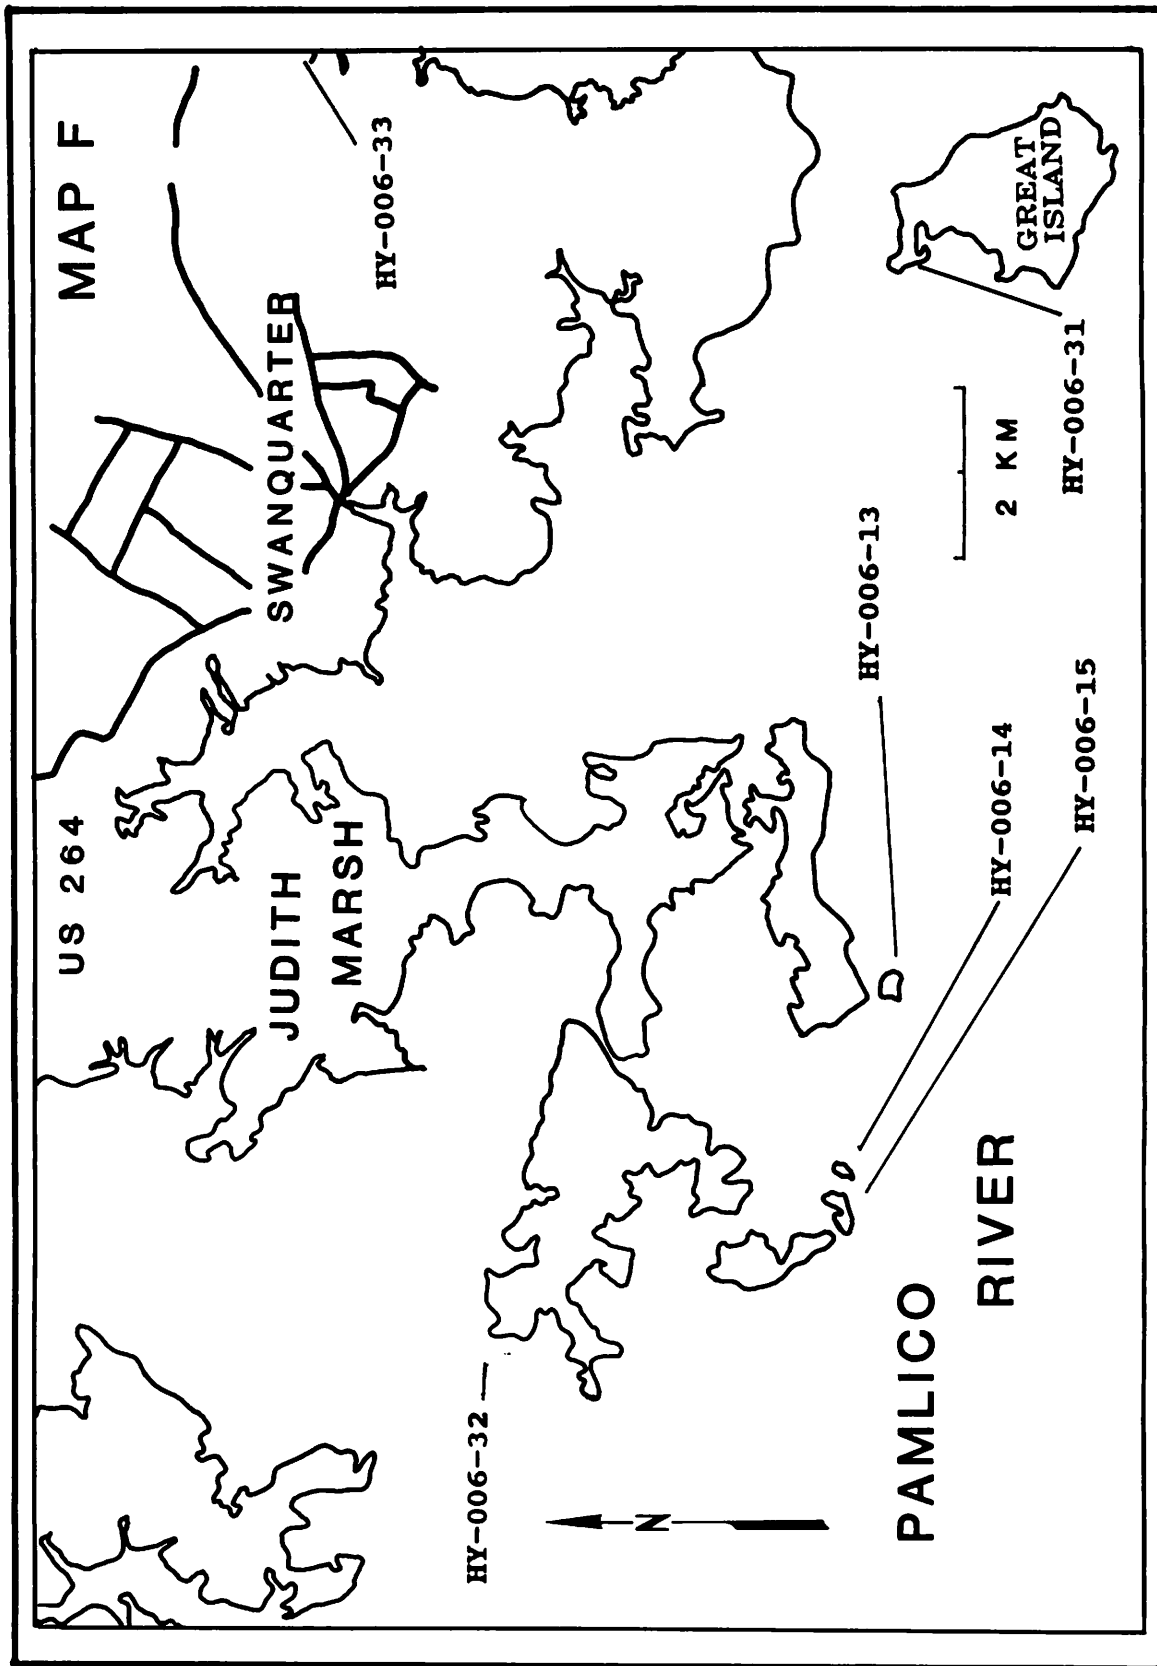 MAP F
US 264
SWANQUARTER
HY-006-33
JUDITH
MARSH
HY-006-32
N
GREAT
ISLAND
HY-006-31
2 KM
HY-006-13
HY-006-14
HY-006-15
PAMLICO
RIVER